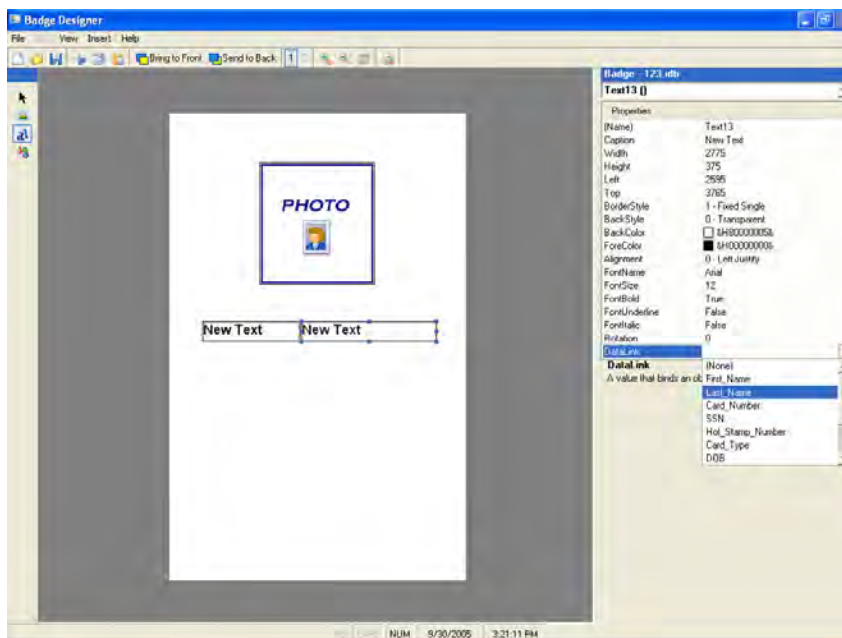 Badge Designer
File View Insert Help
Bring to Front Send to Back 1
Badge - 123.idb
Text13 ()
Properties
(Name) Text13
Caption New Text
Width 2775
Height 375
Left 2595
Top 3765
BorderStyle 1 - Fixed Single
BackStyle 0 - Transparent
BackColor &H80000005&
ForeColor &H00000000&
Alignment 0 - Left Justify
FontName Arial
FontSize 12
FontBold True
FontUnderline False
FontItalic False
Rotation 0
DataLink
DataLink (None)
A value that binds an ob First_Name
Last_Name
Card_Number
SSN
Hol_Stamp_Number
Card_Type
DOB
PHOTO
New Text New Text
NUM 9/30/2005 3:21:11 PM